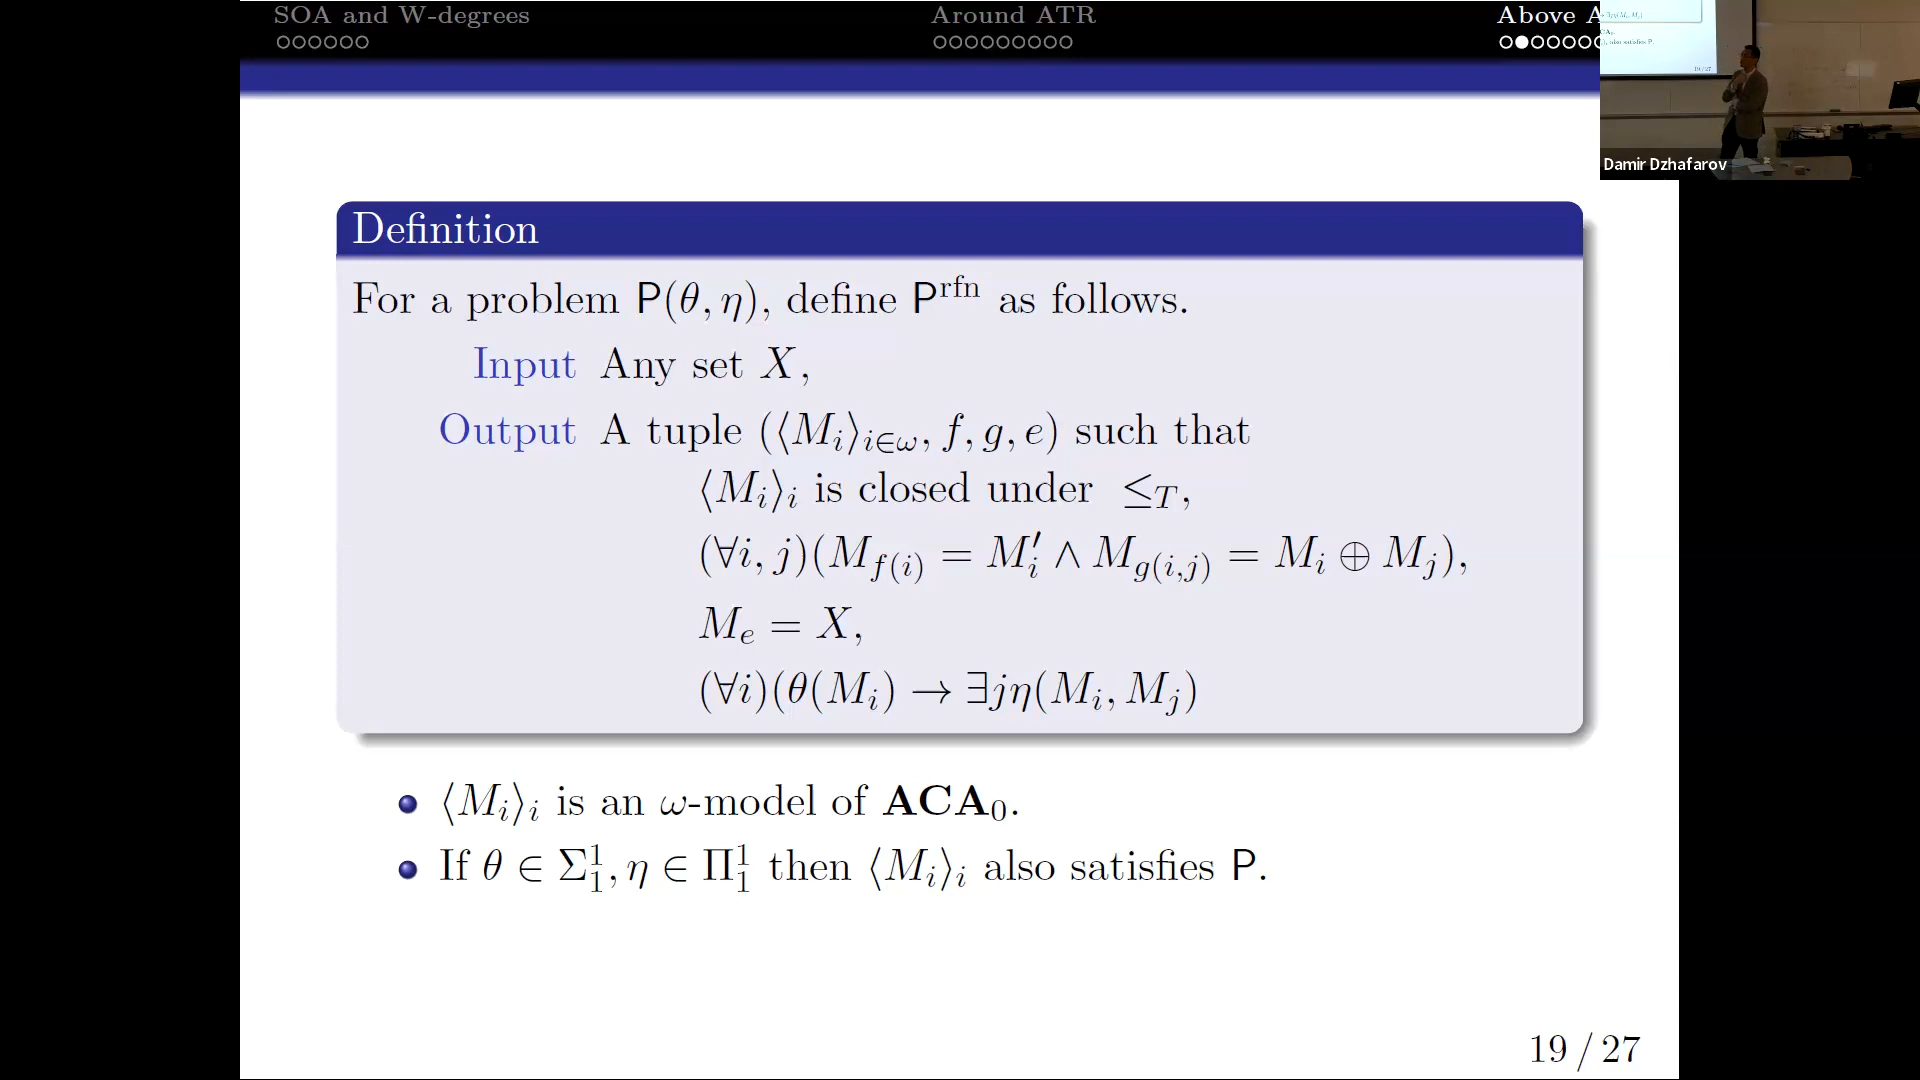 SOA and W-degrees
Around ATR
Above A
Damir Dzhafarov
Definition
For a problem P(θ, η), define P^rfn as follows.
Input Any set X,
Output A tuple (⟨M_i⟩_{i∈ω}, f, g, e) such that
⟨M_i⟩_i is closed under ≤_T,
(∀i, j)(M_{f(i)} = M′_i ∧ M_{g(i,j)} = M_i ⊕ M_j),
M_e = X,
(∀i)(θ(M_i) → ∃jη(M_i, M_j)
⟨M_i⟩_i is an ω-model of ACA_0.
If θ ∈ Σ^1_1, η ∈ Π^1_1 then ⟨M_i⟩_i also satisfies P.
19 / 27